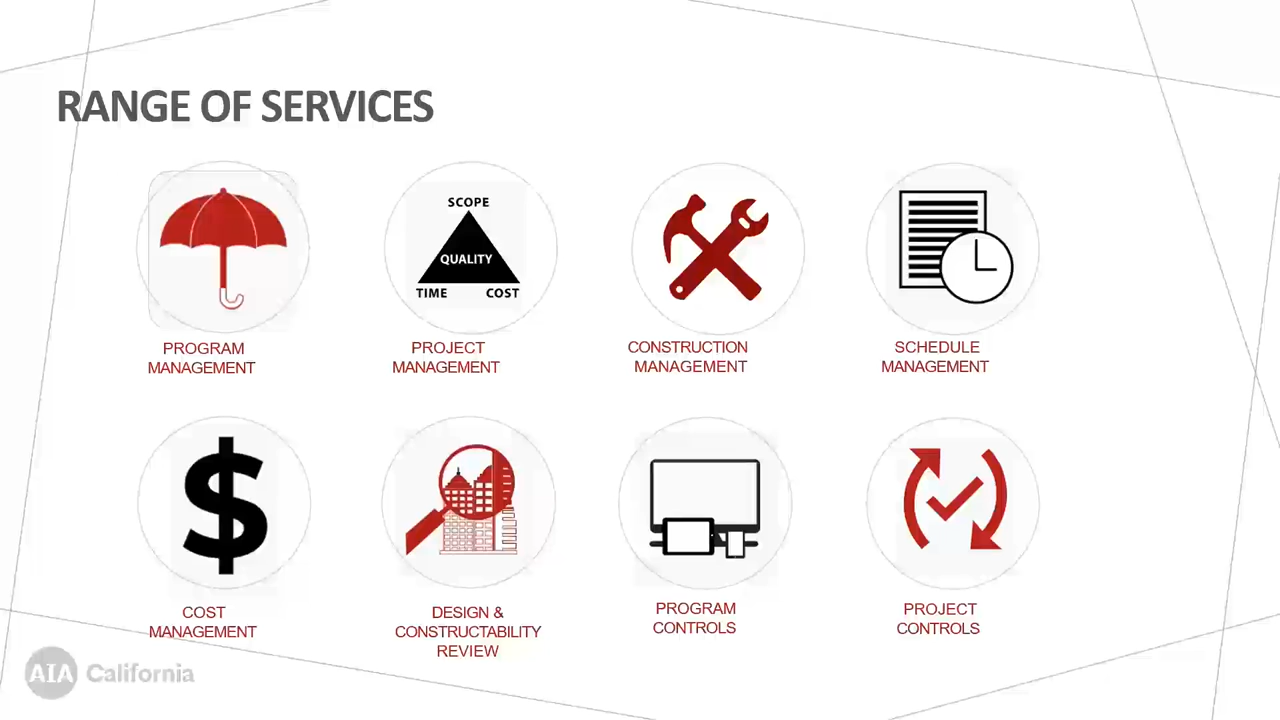 RANGE OF SERVICES
SCOPE
QUALITY
TIME COST
PROGRAM
MANAGEMENT
PROJECT
MANAGEMENT
CONSTRUCTION
MANAGEMENT
SCHEDULE
MANAGEMENT
COST
MANAGEMENT
DESIGN &
CONSTRUCTABILITY
REVIEW
PROGRAM
CONTROLS
PROJECT
CONTROLS
AIA California